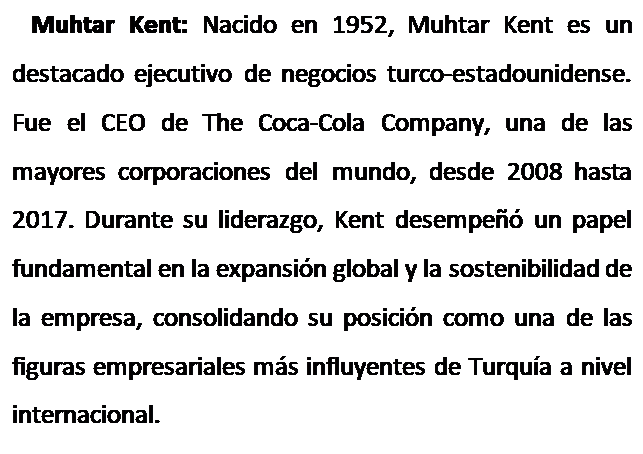 Muhtar Kent: Nacido en 1952, Muhtar Kent es un
destacado ejecutivo de negocios turco-estadounidense.
Fue el CEO de The Coca-Cola Company, una de las
mayores corporaciones del mundo, desde 2008 hasta
2017. Durante su liderazgo, Kent desempeñó un papel
fundamental en la expansión global y la sostenibilidad de
la empresa, consolidando su posición como una de las
figuras empresariales más influyentes de Turquía a nivel
internacional.